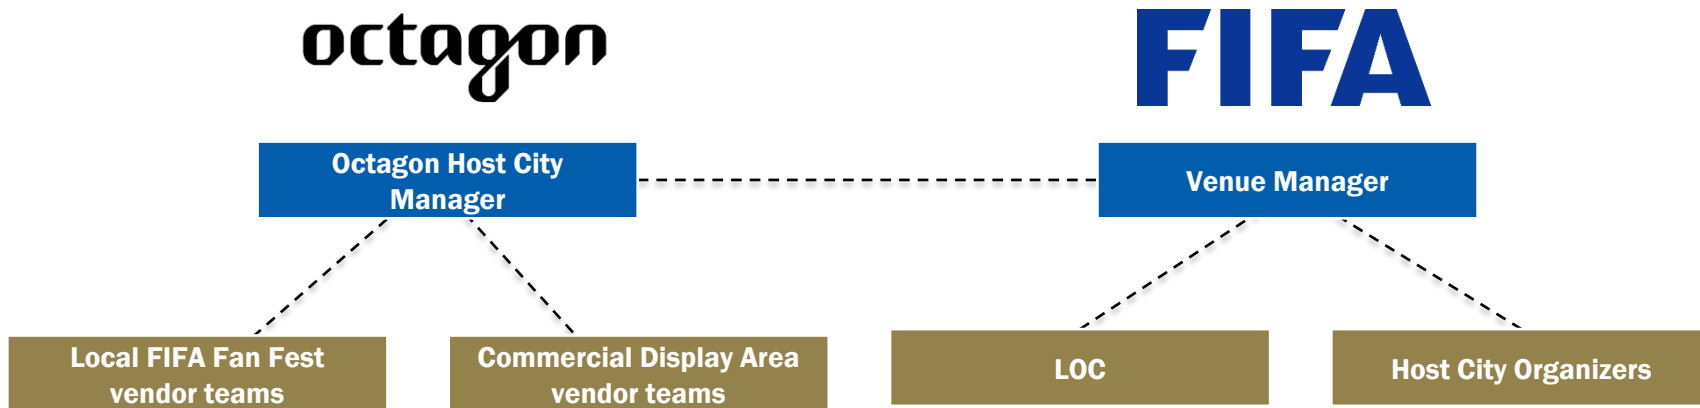 octagon
FIFA
Octagon Host City
Manager
Venue Manager
Local FIFA Fan Fest
vendor teams
Commercial Display Area
vendor teams
LOC
Host City Organizers